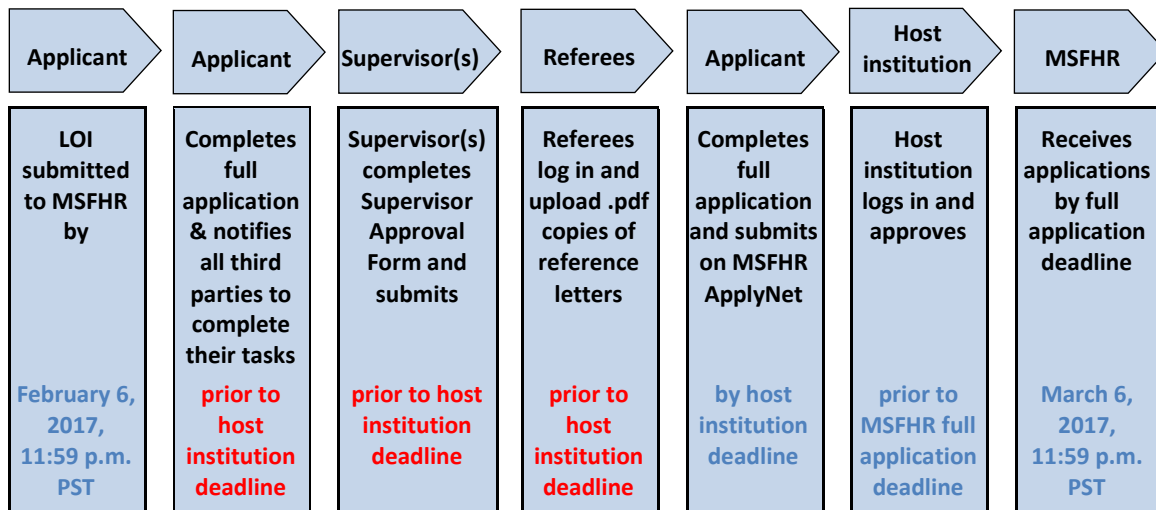 Applicant
LOI
submitted
to MSFHR
by
February 6,
2017,
11:59 p.m.
PST
Applicant
Completes
full
application
& notifies
all third
parties to
complete
their tasks
prior to
host
institution
deadline
Supervisor(s)
Supervisor(s)
completes
Supervisor
Approval
Form and
submits
prior to host
institution
deadline
Referees
Referees
log in and
upload .pdf
copies of
reference
letters
prior to
host
institution
deadline
Applicant
Completes
full
application
and submits
on MSFHR
ApplyNet
by host
institution
deadline
Host
institution
Host
institution
logs in and
approves
prior to
MSFHR full
application
deadline
MSFHR
Receives
applications
by full
application
deadline
March 6,
2017,
11:59 p.m.
PST